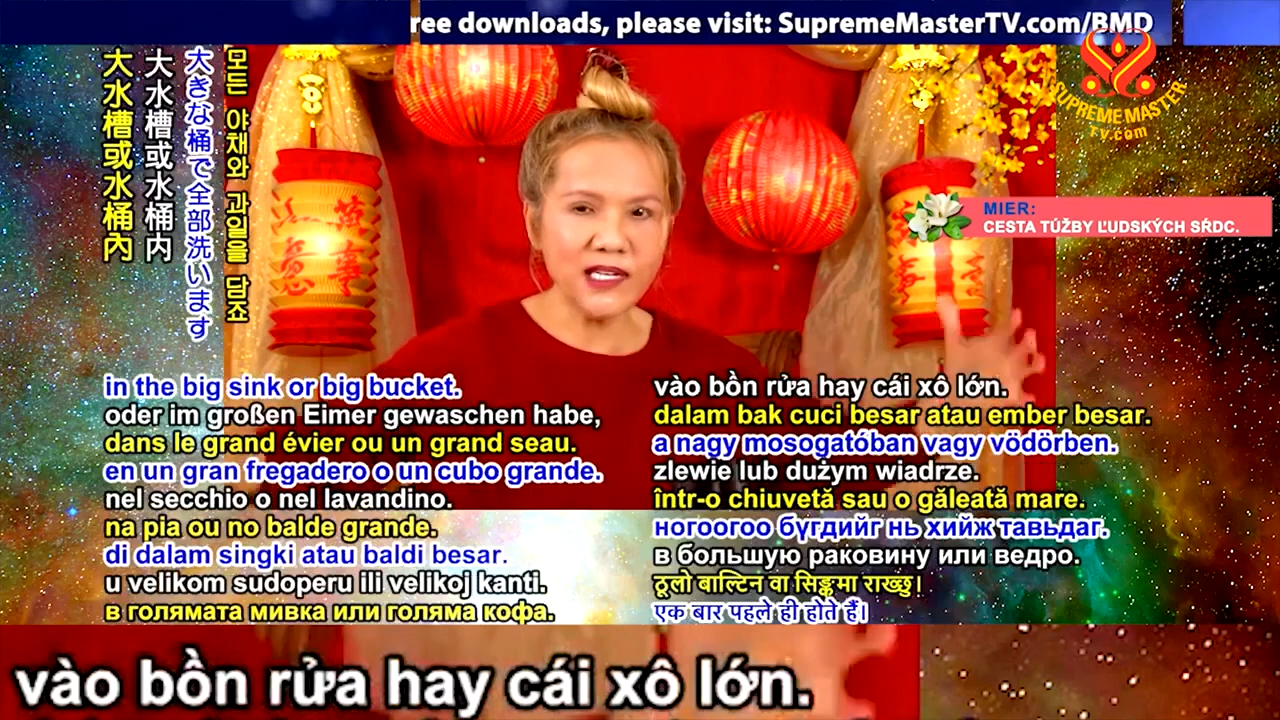 ree downloads, please visit: SupremeMasterTV.com/BMD
SUPREME MASTER
TV.com
大水槽或水桶內
大水槽或水桶内
大きな桶で全部洗います
모든 야채와 과일을 담죠
MIER:
CESTA TÚŽBY ĽUDSKÝCH SŔDC.
in the big sink or big bucket.
oder im großen Eimer gewaschen habe,
dans le grand évier ou un grand seau.
en un gran fregadero o un cubo grande.
nel secchio o nel lavandino.
na pia ou no balde grande.
di dalam singki atau baldi besar.
u velikom sudoperu ili velikoj kanti.
в голямата мивка или голяма кофа.
vào bồn rửa hay cái xô lớn.
dalam bak cuci besar atau ember besar.
a nagy mosogatóban vagy vödörben.
zlewie lub dużym wiadrze.
într-o chiuvetă sau o găleată mare.
ногоогоо бүгдийг нь хийж тавьдаг.
в большую раковину или ведро.
ठूलो बाल्टिन वा सिङ्कमा राख्छु!
एक बार पहले ही होते हैं।
vào bồn rửa hay cái xô lớn.